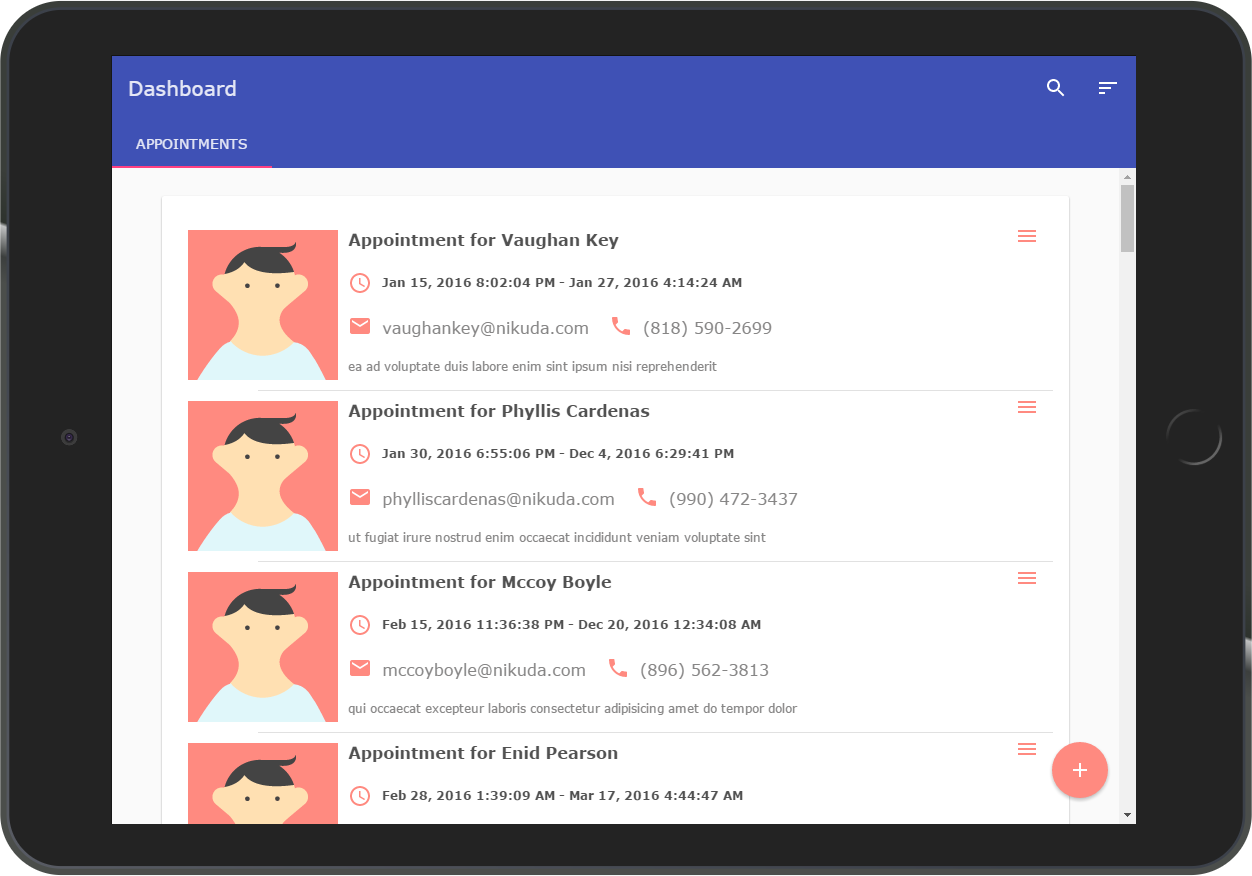 Dashboard
APPOINTMENTS
Appointment for Vaughan Key
Jan 15, 2016 8:02:04 PM - Jan 27, 2016 4:14:24 AM
vaughankey@nikuda.com (818) 590-2699
ea ad voluptate duis labore enim sint ipsum nisi reprehenderit
Appointment for Phyllis Cardenas
Jan 30, 2016 6:55:06 PM - Dec 4, 2016 6:29:41 PM
phylliscardenas@nikuda.com (990) 472-3437
ut fugiat irure nostrud enim occaecat incididunt veniam voluptate sint
Appointment for Mccoy Boyle
Feb 15, 2016 11:36:38 PM - Dec 20, 2016 12:34:08 AM
mccoyboyle@nikuda.com (896) 562-3813
qui occaecat excepteur laboris consectetur adipisicing amet do tempor dolor
Appointment for Enid Pearson
Feb 28, 2016 1:39:09 AM - Mar 17, 2016 4:44:47 AM